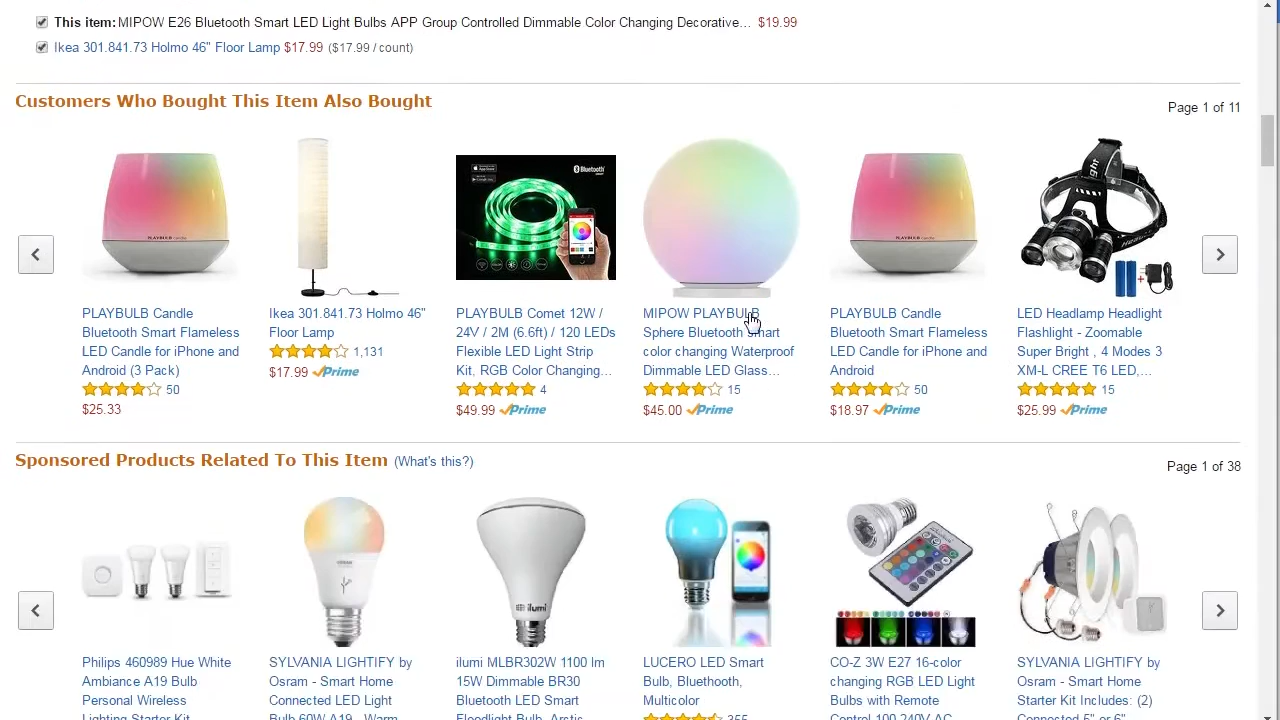 This item: MIPOW E26 Bluetooth Smart LED Light Bulbs APP Group Controlled Dimmable Color Changing Decorative… $19.99
Ikea 301.841.73 Holmo 46" Floor Lamp $17.99 ($17.99 / count)
Customers Who Bought This Item Also Bought
Page 1 of 11
PLAYBULB Candle
Bluetooth Smart Flameless
LED Candle for iPhone and
Android (3 Pack)
50
$25.33
Ikea 301.841.73 Holmo 46"
Floor Lamp
1,131
$17.99 Prime
Bluetooth
PLAYBULB Comet 12W /
24V / 2M (6.6ft) / 120 LEDs
Flexible LED Light Strip
Kit, RGB Color Changing…
4
$49.99 Prime
MIPOW PLAYBULB
Sphere Bluetooth Smart
color changing Waterproof
Dimmable LED Glass…
15
$45.00 Prime
PLAYBULB Candle
Bluetooth Smart Flameless
LED Candle for iPhone and
Android
50
$18.97 Prime
LED Headlamp Headlight
Flashlight - Zoomable
Super Bright , 4 Modes 3
XM-L CREE T6 LED,…
15
$25.99 Prime
Sponsored Products Related To This Item (What's this?)
Page 1 of 38
Philips 460989 Hue White
Ambiance A19 Bulb
Personal Wireless
Lighting Starter Kit
SYLVANIA LIGHTIFY by
Osram - Smart Home
Connected LED Light
Bulb 60W A19 - Warm
ilumi
ilumi MLBR302W 1100 lm
15W Dimmable BR30
Bluetooth LED Smart
Floodlight Bulb, Arctic
LUCERO LED Smart
Bulb, Bluethooth,
Multicolor
355
CO-Z 3W E27 16-color
changing RGB LED Light
Bulbs with Remote
Control 100 240V AC
SYLVANIA LIGHTIFY by
Osram - Smart Home
Starter Kit Includes: (2)
Connected 5" or 6"